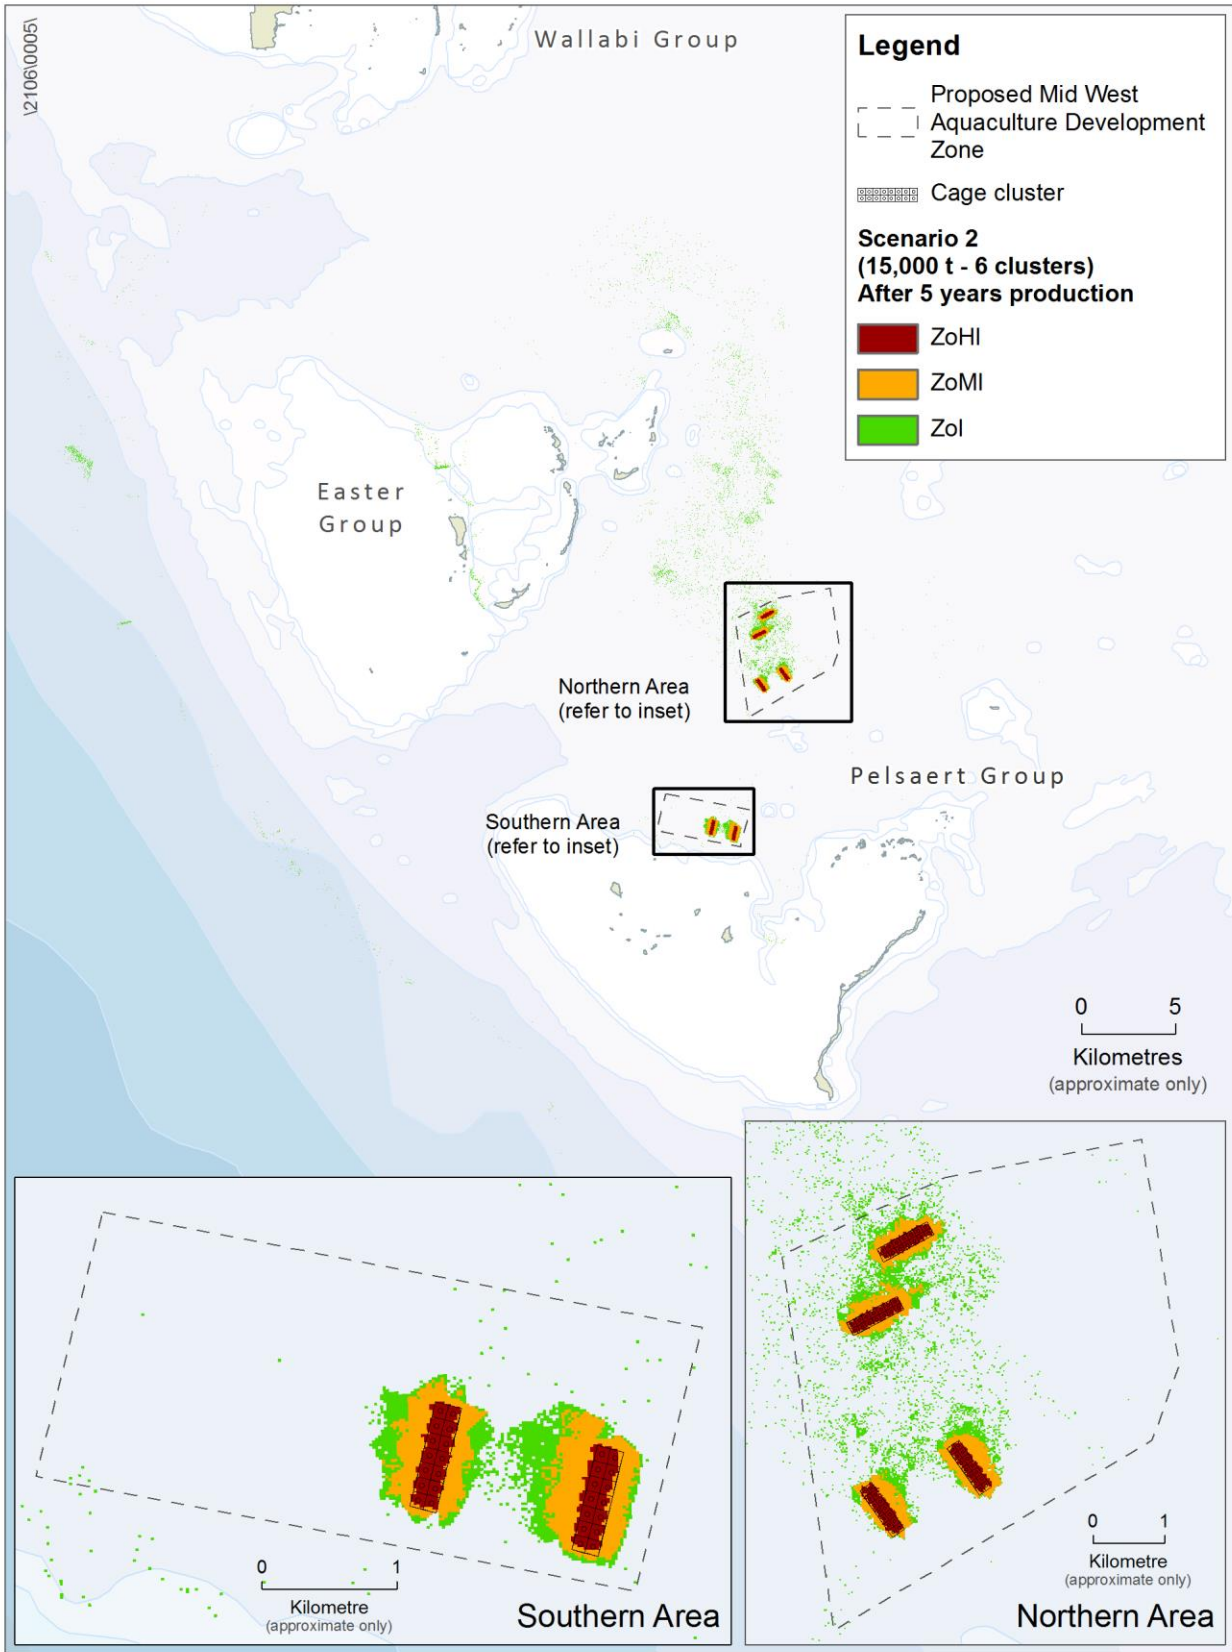 \2106\0005\
Wallabi Group
Legend
Proposed Mid West
Aquaculture Development
Zone
Cage cluster
Scenario 2
(15,000 t - 6 clusters)
After 5 years production
ZoHI
ZoMI
ZoI
Easter
Group
Northern Area
(refer to inset)
Pelsaert Group
Southern Area
(refer to inset)
0 5
Kilometres
(approximate only)
0 1
Kilometre
(approximate only)
Southern Area
0 1
Kilometre
(approximate only)
Northern Area